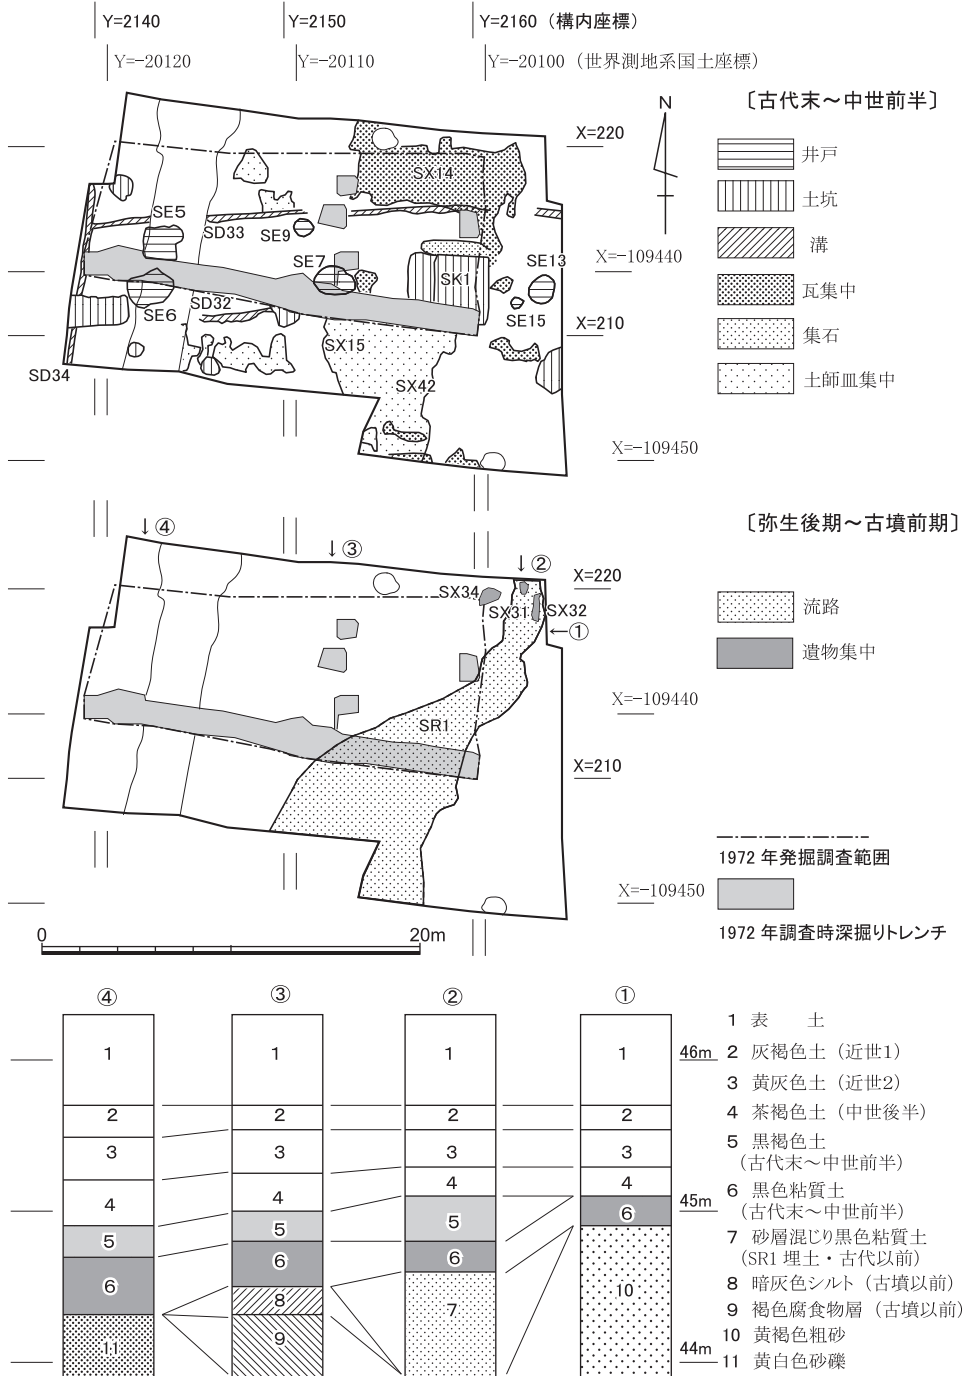 Y=2140
Y=2150
Y=2160（構内座標）
Y=-20120
Y=-20110
Y=-20100（世界測地系国土座標）
N
X=220
SX14
SE5
SD33
SE9
SE7
SK1
SE13
X=-109440
SE6
SD32
SE15
SX15
X=210
SD34
SX42
X=-109450
〔古代末～中世前半〕
井戸
土坑
溝
瓦集中
集石
土師皿集中
↓④
↓③
↓②
X=220
SX34
SX31
SX32
←①
SR1
X=-109440
X=210
X=-109450
〔弥生後期～古墳前期〕
流路
遺物集中
1972年発掘調査範囲
1972年調査時深掘りトレンチ
0
20m
④
③
②
①
1
2
3
4
5
6
11
1
2
3
4
5
6
8
9
1
2
3
4
5
6
7
1
2
3
4
6
10
46m
45m
44m
1 表　土
2 灰褐色土（近世1）
3 黄灰色土（近世2）
4 茶褐色土（中世後半）
5 黒褐色土
（古代末～中世前半）
6 黒色粘質土
（古代末～中世前半）
7 砂層混じり黒色粘質土
（SR1埋土・古代以前）
8 暗灰色シルト（古墳以前）
9 褐色腐食物層（古墳以前）
10 黄褐色粗砂
11 黄白色砂礫